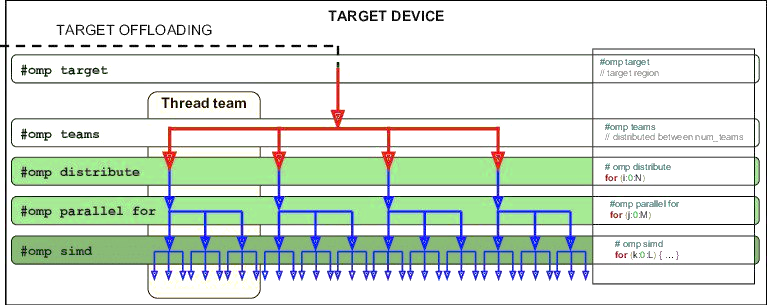 TARGET DEVICE
TARGET OFFLOADING
#omp target
#omp target
// target region
Thread team
#omp teams
#omp teams
// distributed between num_teams
#omp distribute
# omp distribute
for (i:0:N)
#omp parallel for
#omp parallel for
for (j:0:M)
#omp simd
# omp simd
for (k:0:L) { ... }